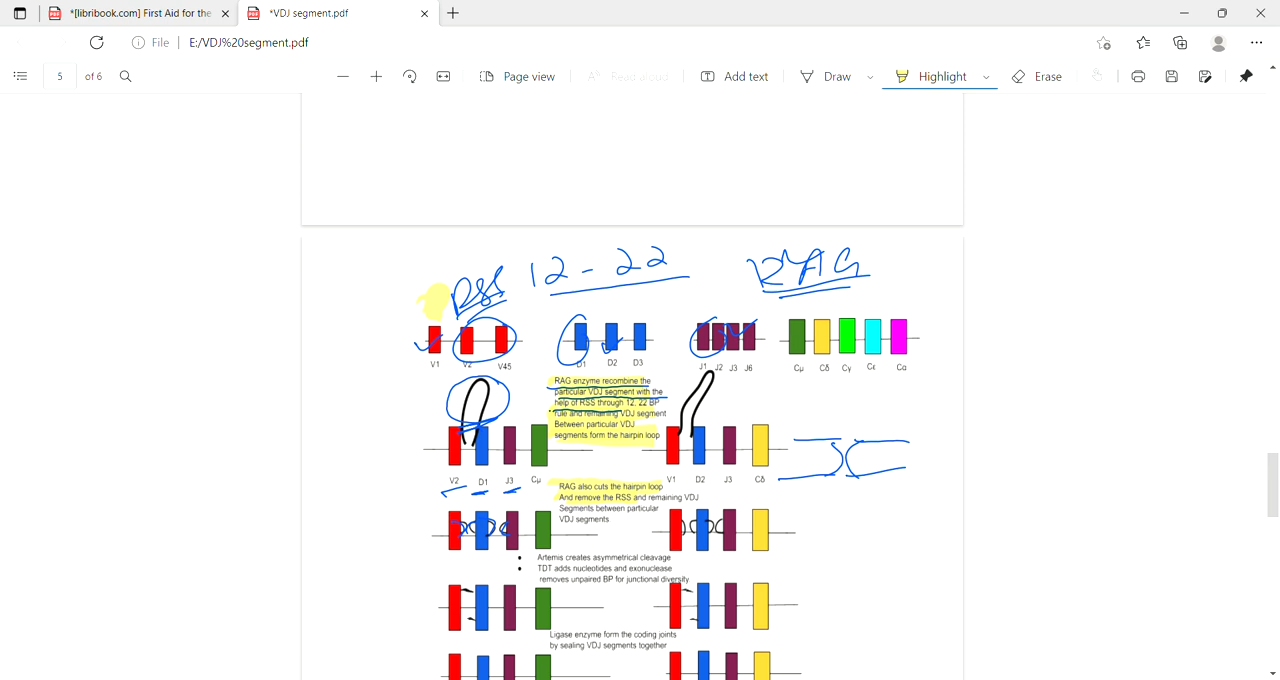 *[libribook.com] First Aid for the
*VDJ segment.pdf
File
E:/VDJ%20segment.pdf
5
of 6
Page view
Read aloud
Add text
Draw
Highlight
Erase
RSS 12 - 22 RAG
V1 V2 V45 D1 D2 D3 J1 J2 J3 J6 Cμ Cδ Cγ Cε Cα
RAG enzyme recombine the
particular VDJ segment with the
help of RSS through 12, 22 BP
rule and remaining VDJ segment
Between particular VDJ
segments form the hairpin loop
V2 D1 J3 Cμ
V1 D2 J3 Cδ
RAG also cuts the hairpin loop
And remove the RSS and remaining VDJ
Segments between particular
VDJ segments
• Artemis creates asymmetrical cleavage
• TDT adds nucleotides and exonuclease
removes unpaired BP for junctional diversity
Ligase enzyme form the coding joints
by sealing VDJ segments together